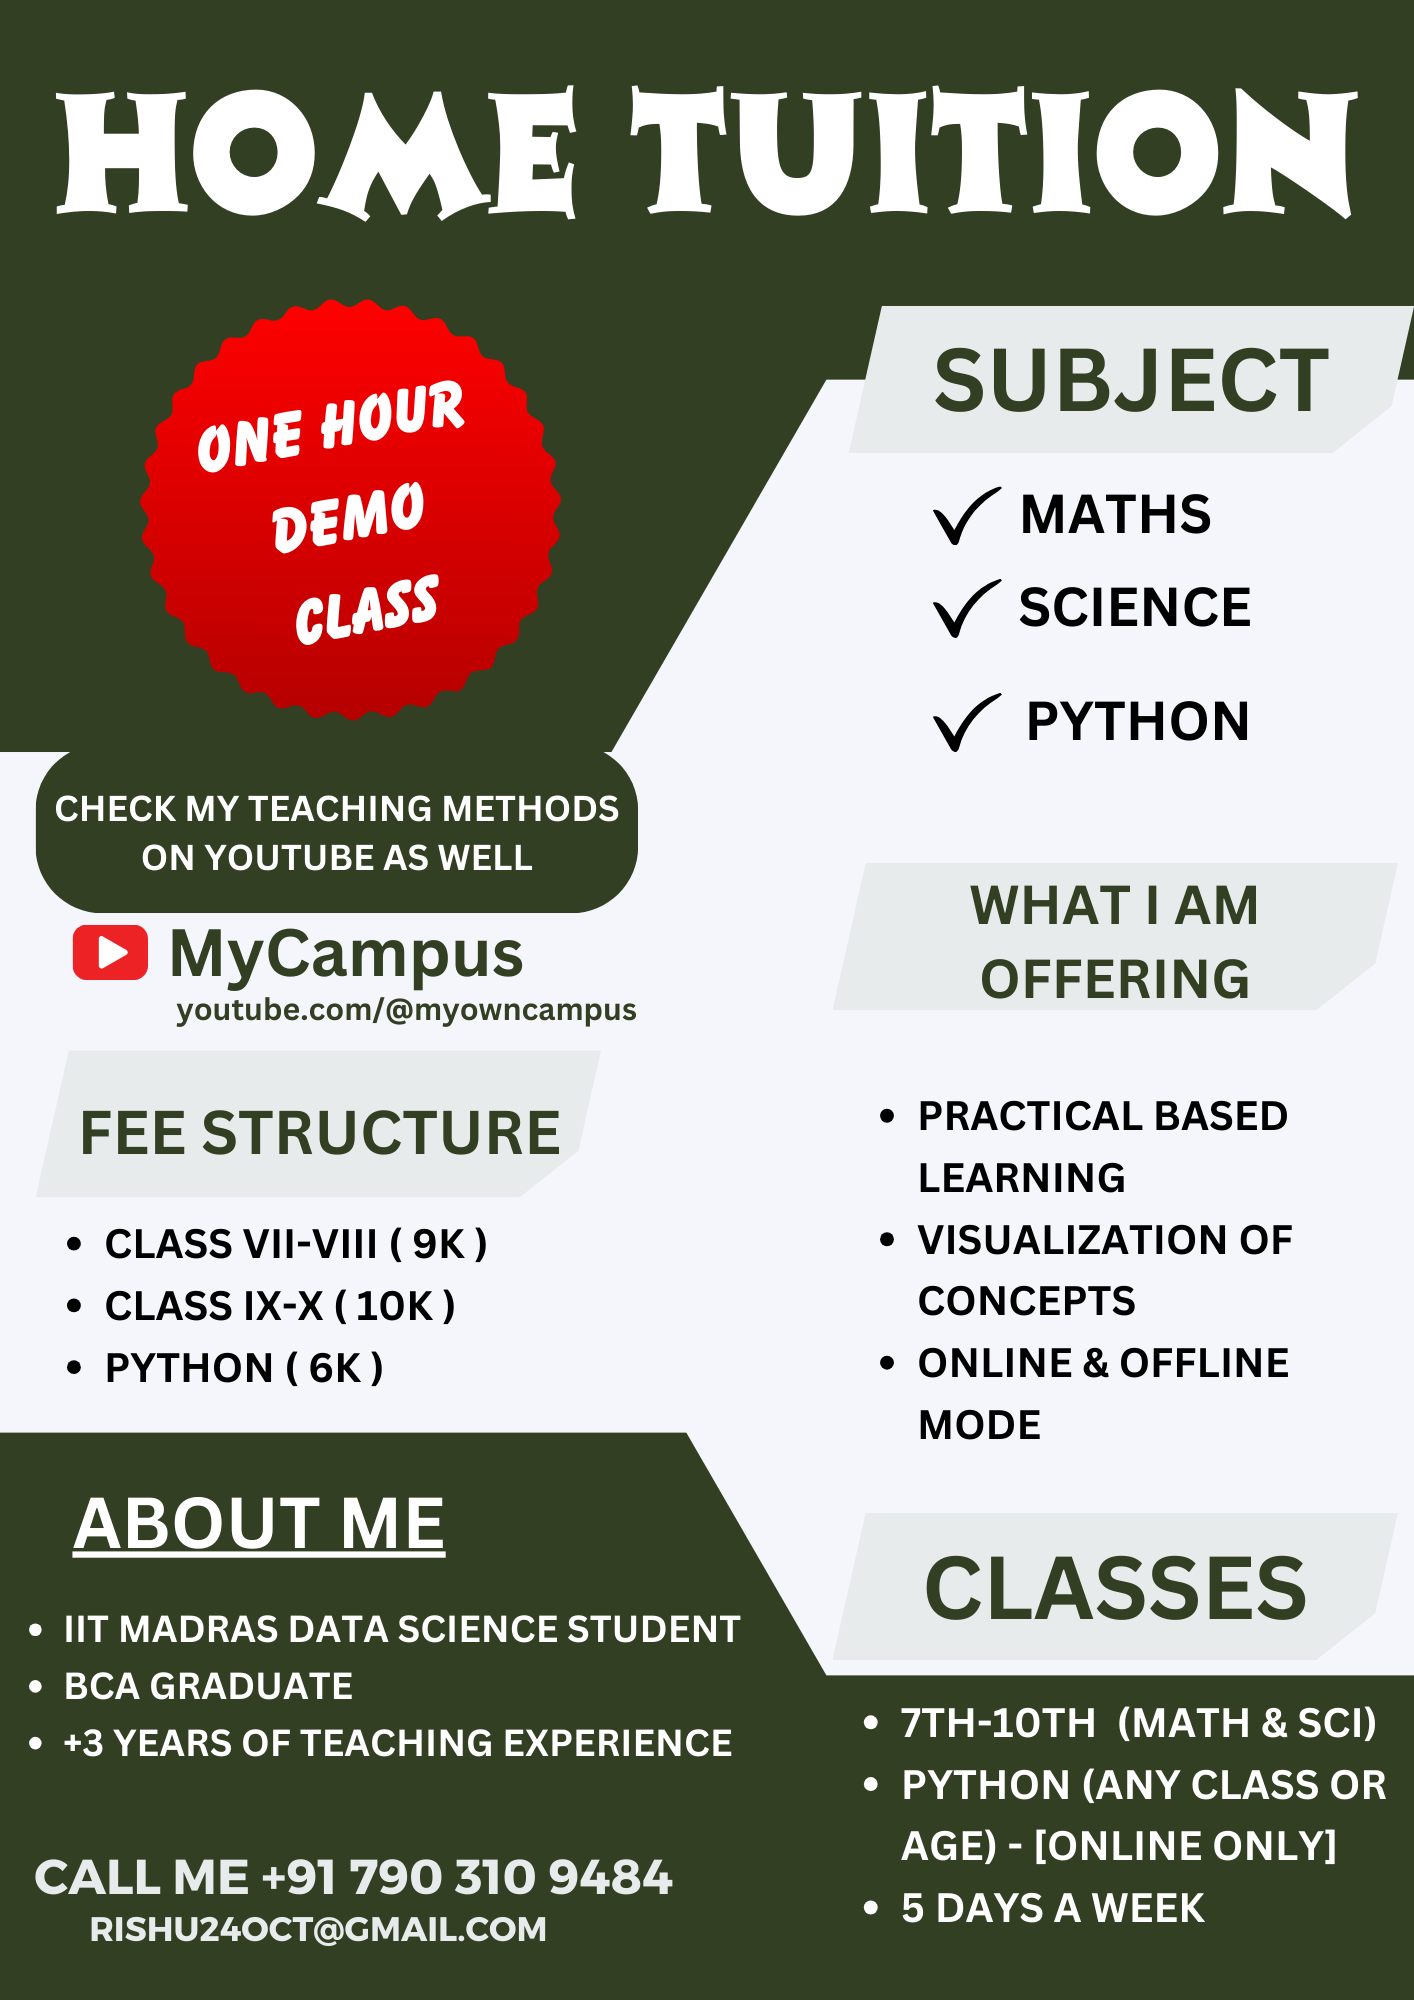 HOME TUITION
ONE HOUR
DEMO
CLASS
CHECK MY TEACHING METHODS
ON YOUTUBE AS WELL
MyCampus
youtube.com/@myowncampus
FEE STRUCTURE
• CLASS VII-VIII ( 9K )
• CLASS IX-X ( 10K )
• PYTHON ( 6K )
SUBJECT
MATHS
SCIENCE
PYTHON
WHAT I AM
OFFERING
• PRACTICAL BASED
LEARNING
• VISUALIZATION OF
CONCEPTS
• ONLINE & OFFLINE
MODE
ABOUT ME
• IIT MADRAS DATA SCIENCE STUDENT
• BCA GRADUATE
• +3 YEARS OF TEACHING EXPERIENCE
CALL ME +91 790 310 9484
RISHU24OCT@GMAIL.COM
CLASSES
• 7TH-10TH (MATH & SCI)
• PYTHON (ANY CLASS OR
AGE) - [ONLINE ONLY]
• 5 DAYS A WEEK